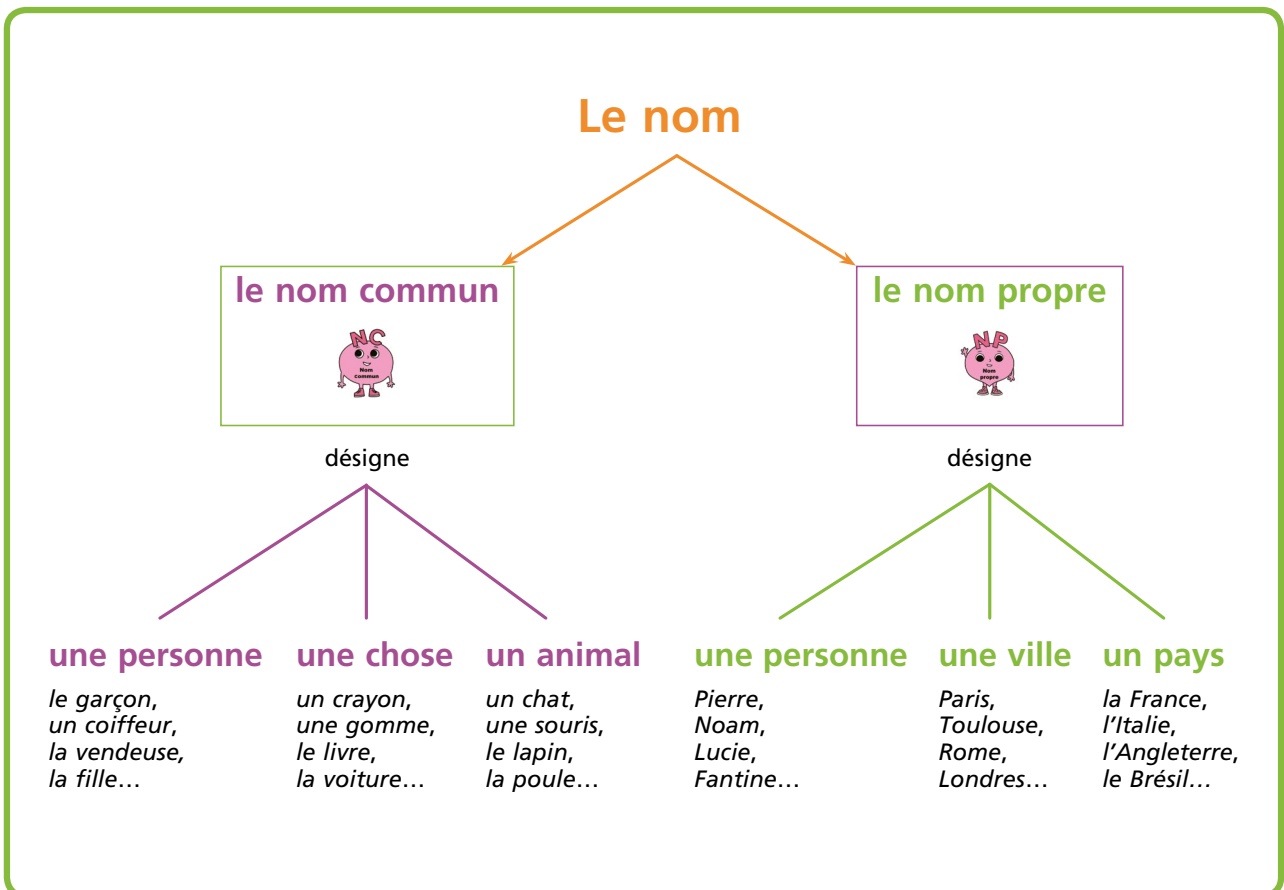 Le nom
le nom commun
NC
Nom
commun
désigne
une personne
le garçon,
un coiffeur,
la vendeuse,
la fille…
une chose
un crayon,
une gomme,
le livre,
la voiture…
un animal
un chat,
une souris,
le lapin,
la poule…
le nom propre
NP
Nom
propre
désigne
une personne
Pierre,
Noam,
Lucie,
Fantine…
une ville
Paris,
Toulouse,
Rome,
Londres…
un pays
la France,
l’Italie,
l’Angleterre,
le Brésil…